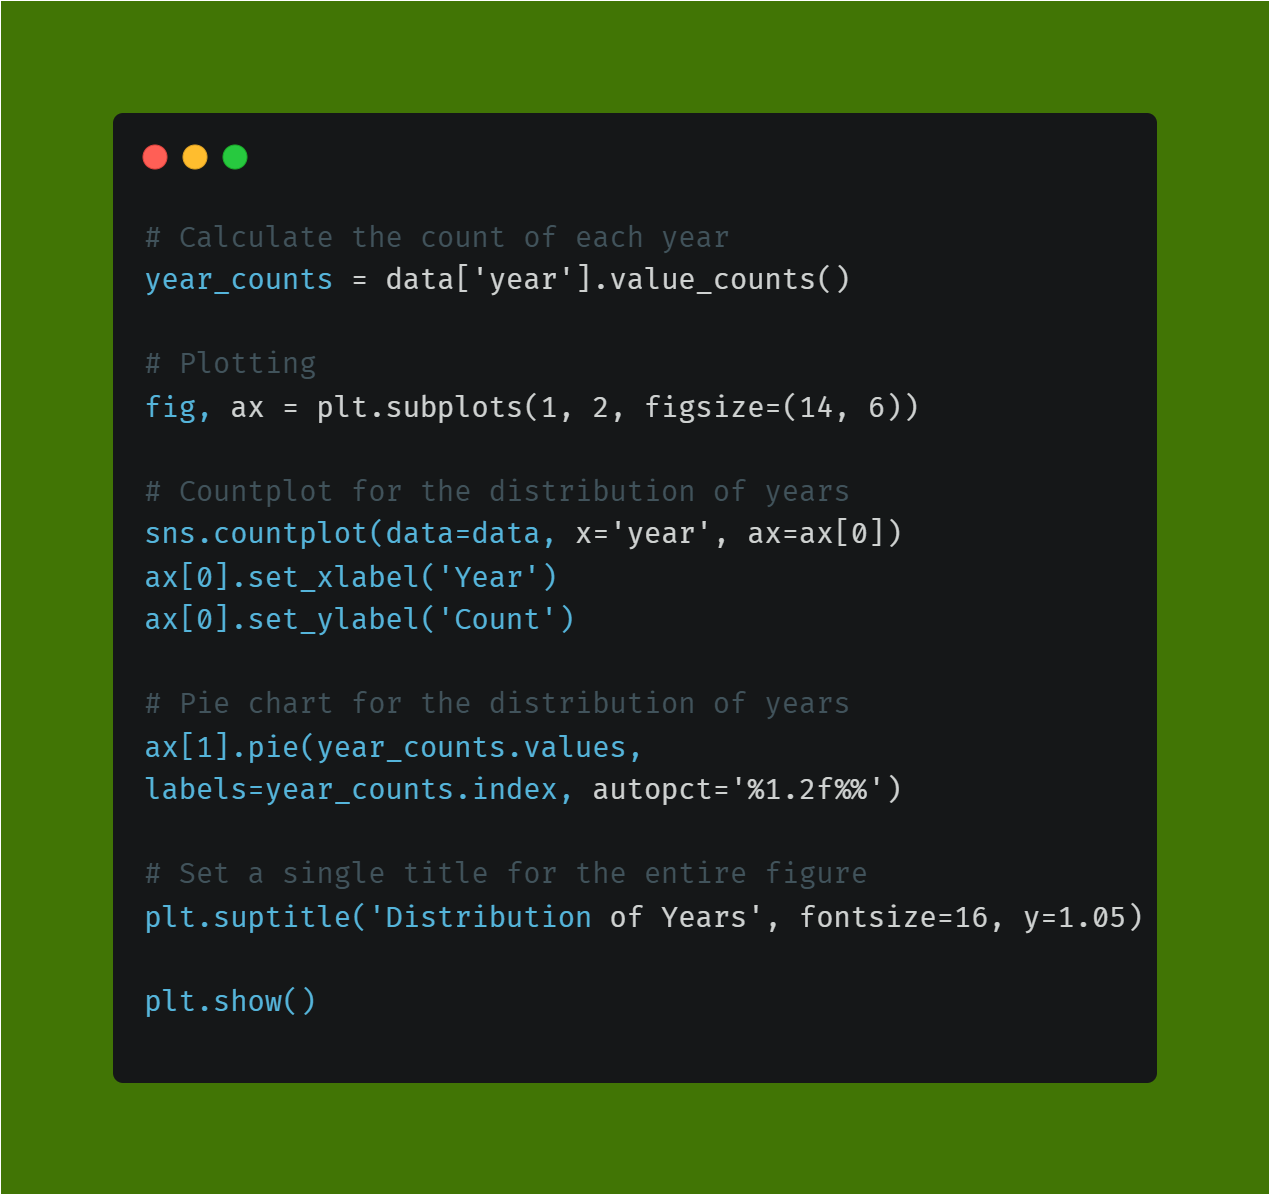 # Calculate the count of each year
year_counts = data['year'].value_counts()
# Plotting
fig, ax = plt.subplots(1, 2, figsize=(14, 6))
# Countplot for the distribution of years
sns.countplot(data=data, x='year', ax=ax[0])
ax[0].set_xlabel('Year')
ax[0].set_ylabel('Count')
# Pie chart for the distribution of years
ax[1].pie(year_counts.values,
labels=year_counts.index, autopct='%1.2f%%')
# Set a single title for the entire figure
plt.suptitle('Distribution of Years', fontsize=16, y=1.05)
plt.show()